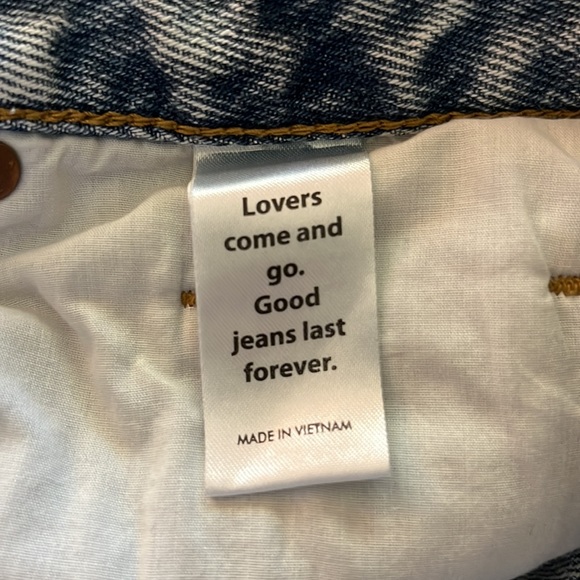 Lovers
come and
go.
Good
jeans last
forever.
MADE IN VIETNAM